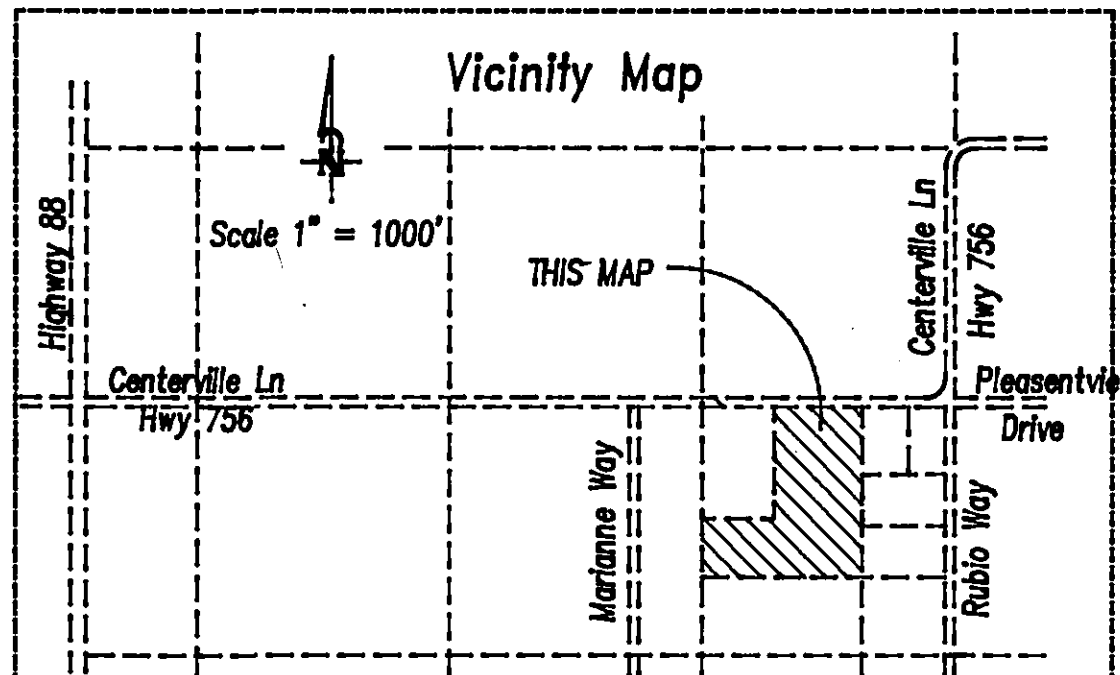 Vicinity Map
N
Scale 1" = 1000'
Highway 88
THIS MAP
Centerville Ln
Hwy 756
Centerville Ln
Hwy 756
Pleasentvie
Drive
Marianne Way
Rubio Way